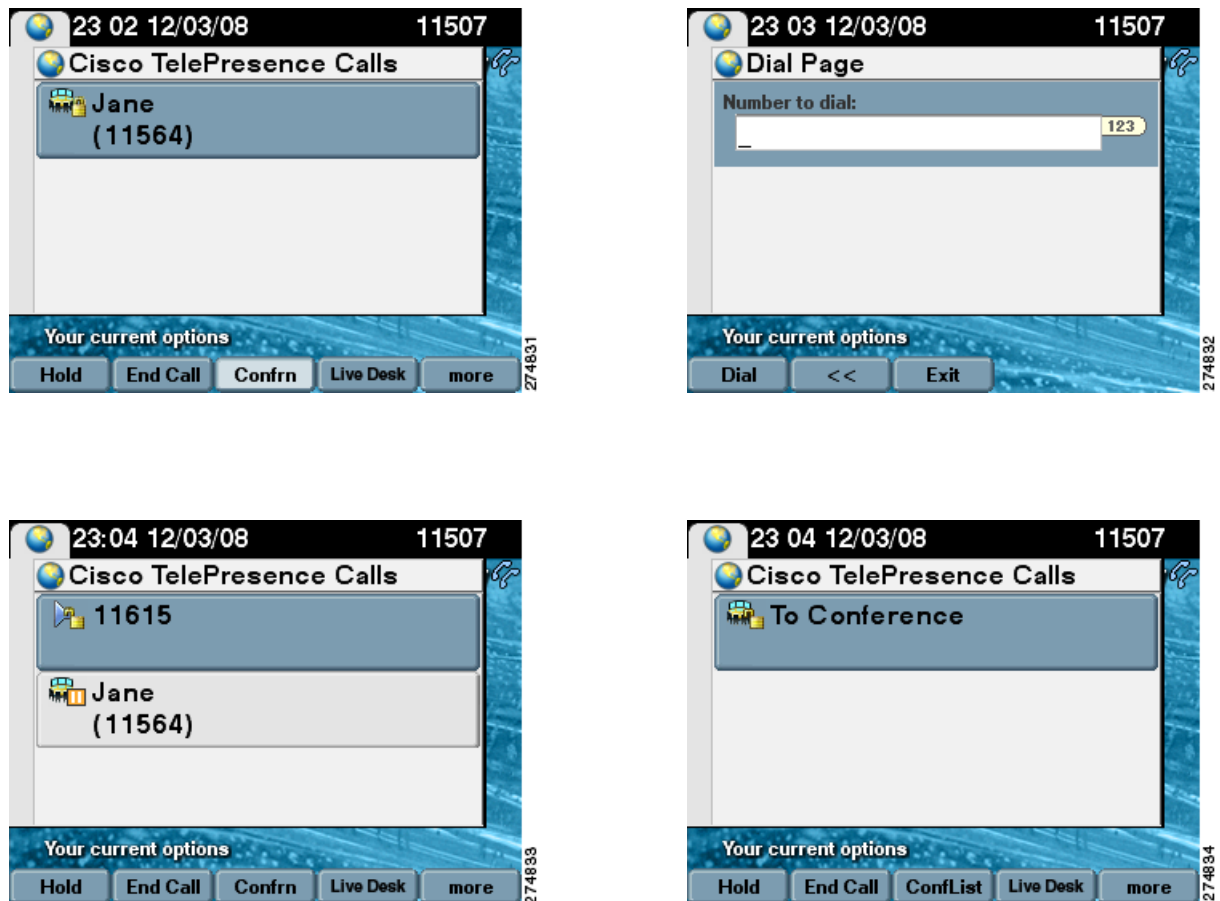 23 02 12/03/08 11507
Cisco TelePresence Calls
Jane
(11564)
Your current options
Hold End Call Confrn Live Desk more
274831
23 03 12/03/08 11507
Dial Page
Number to dial:
123
_
Your current options
Dial << Exit
274832
23:04 12/03/08 11507
Cisco TelePresence Calls
11615
Jane
(11564)
Your current options
Hold End Call Confrn Live Desk more
274833
23 04 12/03/08 11507
Cisco TelePresence Calls
To Conference
Your current options
Hold End Call ConfList Live Desk more
274834